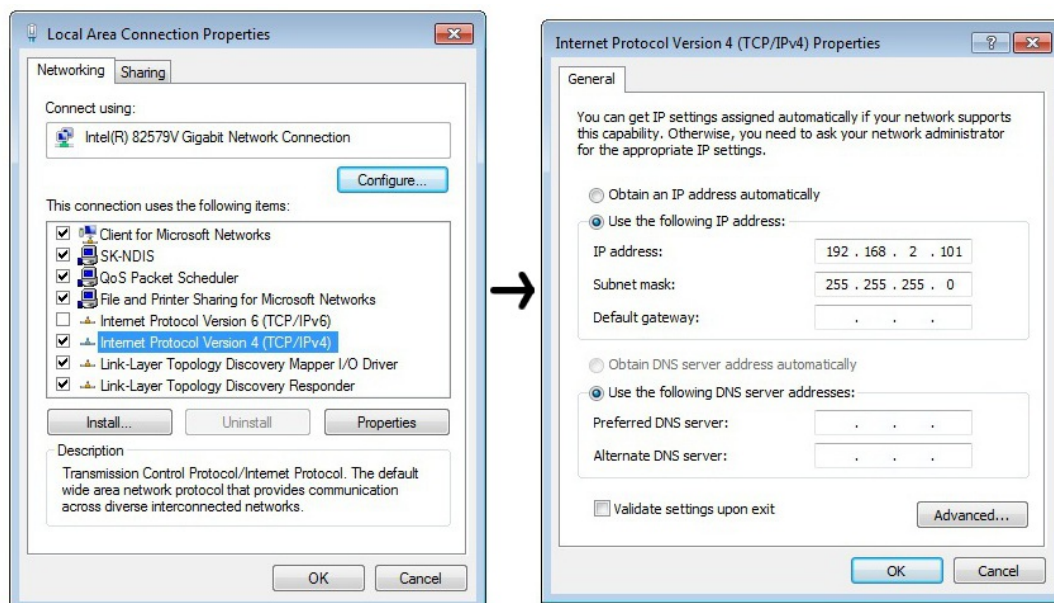 Local Area Connection Properties
Networking
Sharing
Connect using:
Intel(R) 82579V Gigabit Network Connection
Configure...
This connection uses the following items:
Client for Microsoft Networks
SK-NDIS
QoS Packet Scheduler
File and Printer Sharing for Microsoft Networks
Internet Protocol Version 6 (TCP/IPv6)
Internet Protocol Version 4 (TCP/IPv4)
Link-Layer Topology Discovery Mapper I/O Driver
Link-Layer Topology Discovery Responder
Install...
Uninstall
Properties
Description
Transmission Control Protocol/Internet Protocol. The default
wide area network protocol that provides communication
across diverse interconnected networks.
OK
Cancel
Internet Protocol Version 4 (TCP/IPv4) Properties
General
You can get IP settings assigned automatically if your network supports
this capability. Otherwise, you need to ask your network administrator
for the appropriate IP settings.
Obtain an IP address automatically
Use the following IP address:
IP address: 192 . 168 . 2 . 101
Subnet mask: 255 . 255 . 255 . 0
Default gateway: . . .
Obtain DNS server address automatically
Use the following DNS server addresses:
Preferred DNS server: . . .
Alternate DNS server: . . .
Validate settings upon exit
Advanced...
OK
Cancel